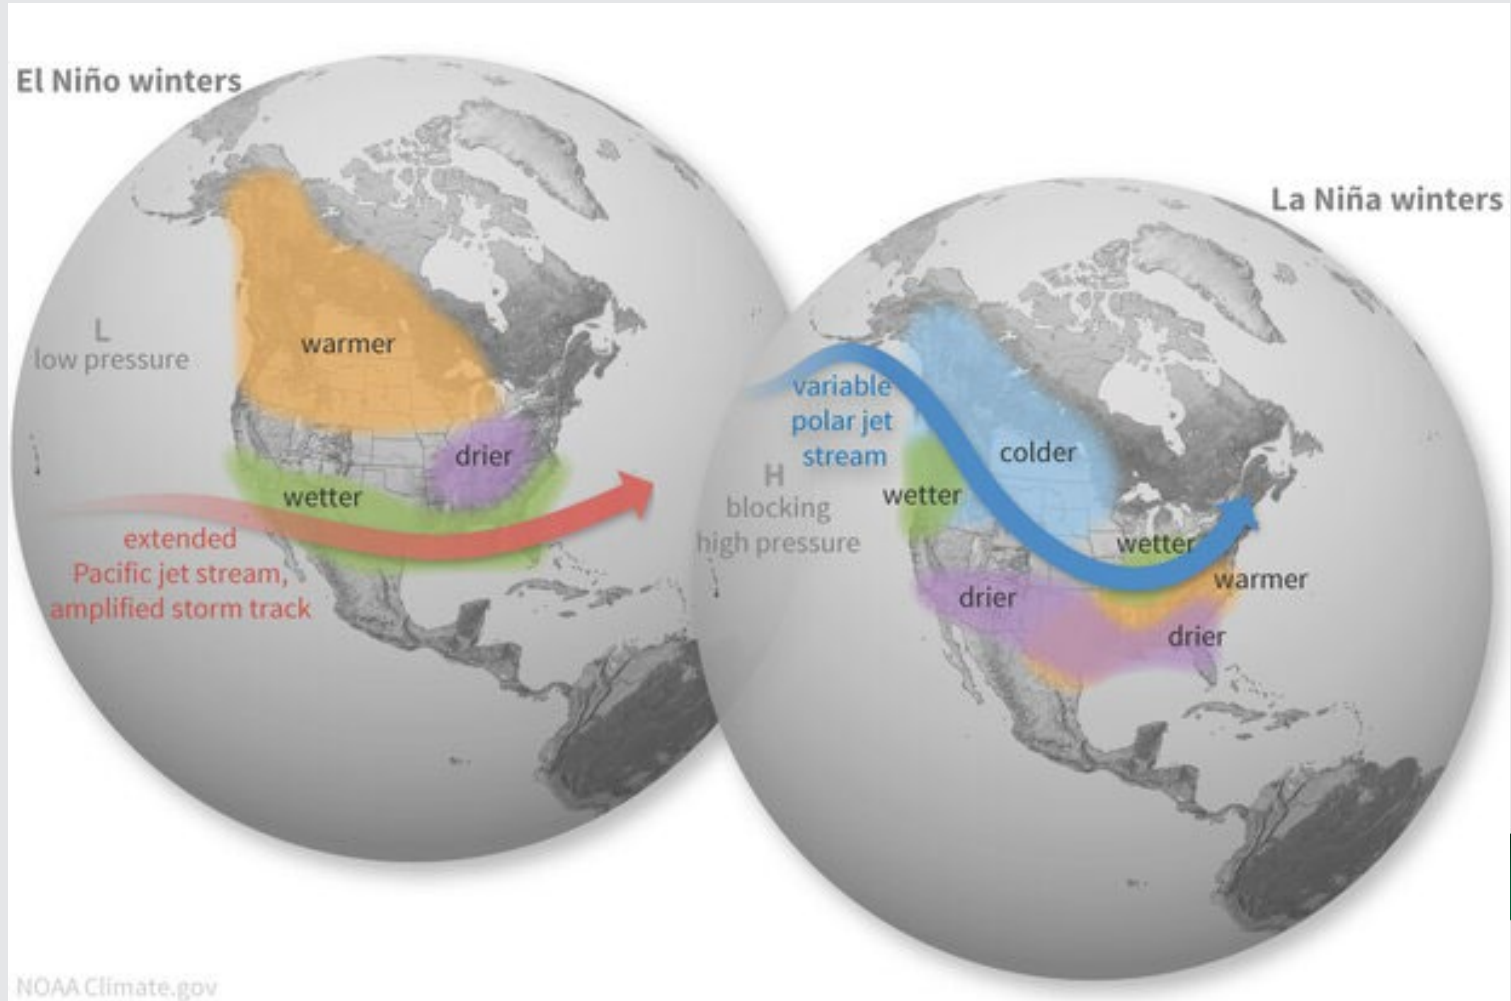 El Niño winters
L
low pressure
warmer
drier
wetter
extended
Pacific jet stream,
amplified storm track
La Niña winters
variable
polar jet
stream
H
blocking
high pressure
colder
wetter
wetter
warmer
drier
drier
NOAA Climate.gov